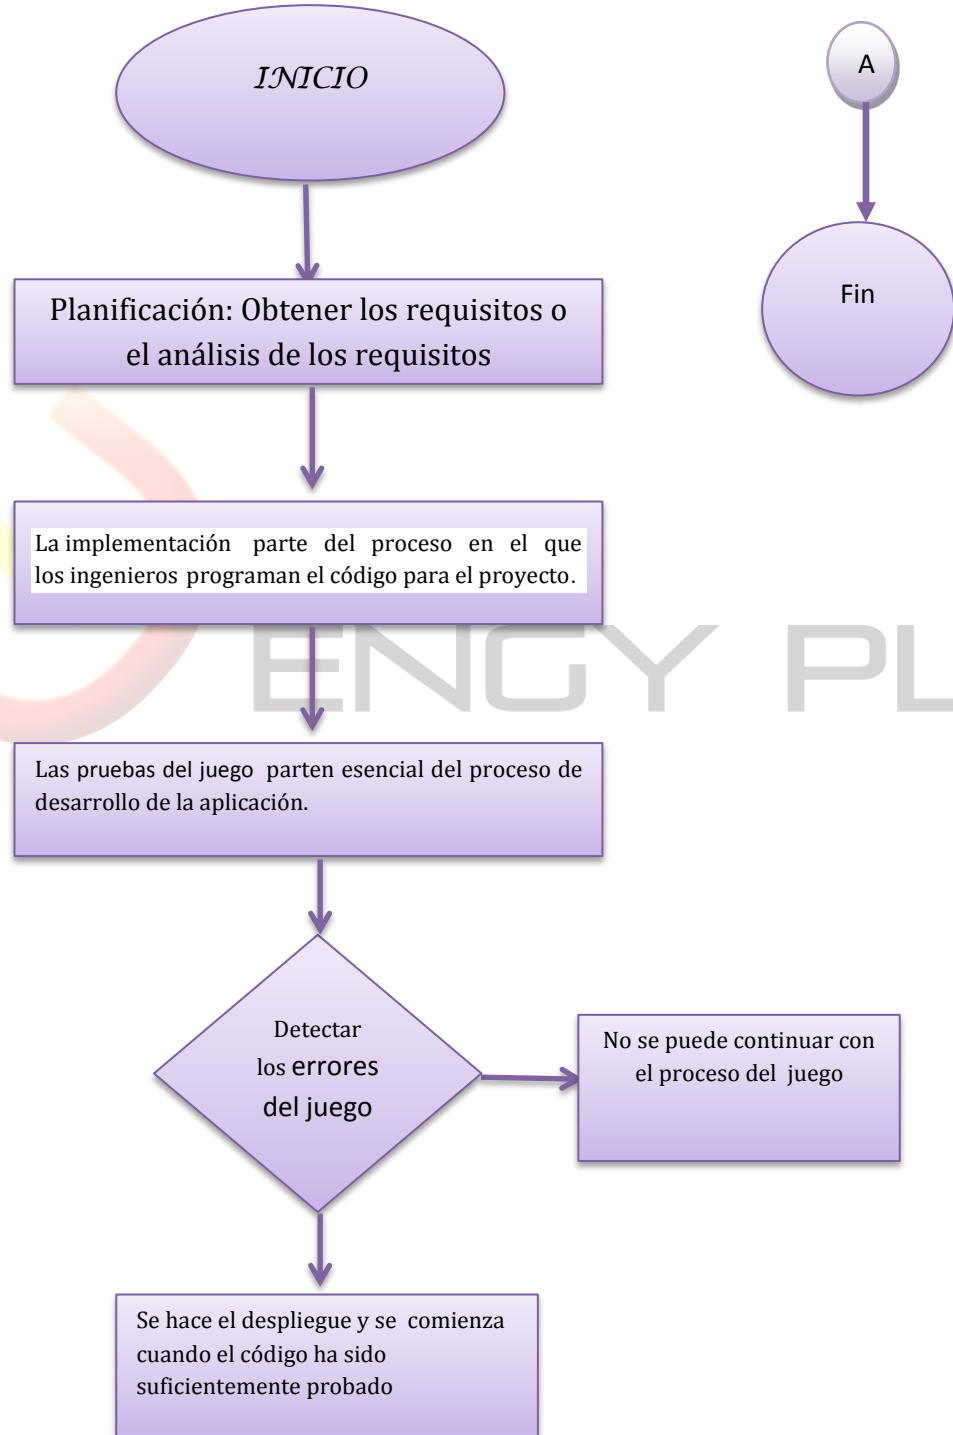 INICIO
A
Fin
Planificación: Obtener los requisitos o
el análisis de los requisitos
La implementación parte del proceso en el que
los ingenieros programan el código para el proyecto.
ENGY PL
Las pruebas del juego parten esencial del proceso de
desarrollo de la aplicación.
Detectar
los errores
del juego
No se puede continuar con
el proceso del juego
Se hace el despliegue y se comienza
cuando el código ha sido
suficientemente probado